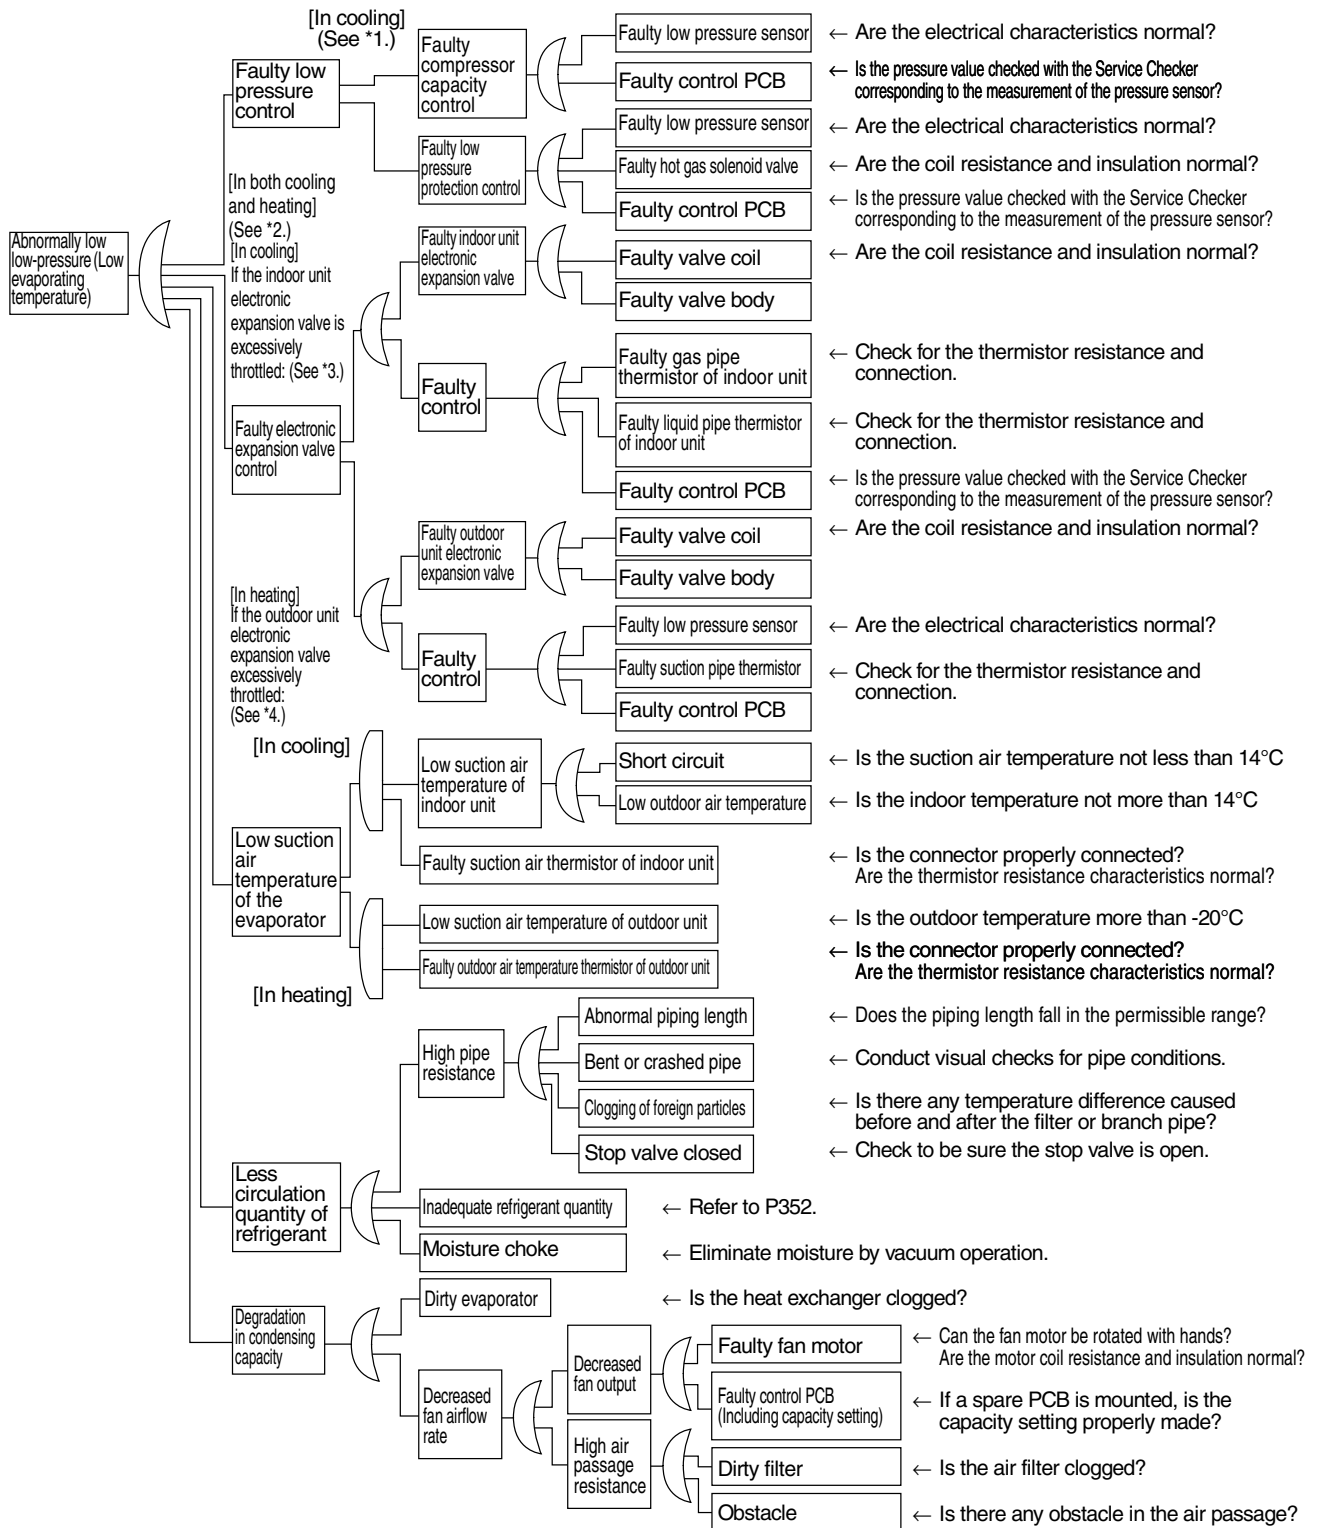 [In cooling]
(See *1.)
Abnormally low
low-pressure (Low
evaporating
temperature)
Faulty low
pressure
control
Faulty
compressor
capacity
control
Faulty low pressure sensor
← Are the electrical characteristics normal?
Faulty control PCB
← Is the pressure value checked with the Service Checker
corresponding to the measurement of the pressure sensor?
[In both cooling
and heating]
(See *2.)
Faulty low
pressure
protection control
Faulty low pressure sensor
← Are the electrical characteristics normal?
Faulty hot gas solenoid valve
← Are the coil resistance and insulation normal?
Faulty control PCB
← Is the pressure value checked with the Service Checker
corresponding to the measurement of the pressure sensor?
[In cooling]
If the indoor unit
electronic
expansion valve is
excessively
throttled: (See *3.)
Faulty electronic
expansion valve
control
Faulty indoor unit
electronic
expansion valve
Faulty valve coil
← Are the coil resistance and insulation normal?
Faulty valve body
Faulty
control
Faulty gas pipe
thermistor of indoor unit
← Check for the thermistor resistance and
connection.
Faulty liquid pipe thermistor
of indoor unit
← Check for the thermistor resistance and
connection.
Faulty control PCB
← Is the pressure value checked with the Service Checker
corresponding to the measurement of the pressure sensor?
[In heating]
If the outdoor unit
electronic
expansion valve
excessively
throttled:
(See *4.)
Faulty outdoor
unit electronic
expansion valve
Faulty valve coil
← Are the coil resistance and insulation normal?
Faulty valve body
Faulty
control
Faulty low pressure sensor
← Are the electrical characteristics normal?
Faulty suction pipe thermistor
← Check for the thermistor resistance and
connection.
Faulty control PCB
Low suction
air
temperature
of the
evaporator
[In cooling]
Low suction air
temperature of
indoor unit
Short circuit
← Is the suction air temperature not less than 14°C
Low outdoor air temperature
← Is the indoor temperature not more than 14°C
Faulty suction air thermistor of indoor unit
← Is the connector properly connected?
Are the thermistor resistance characteristics normal?
[In heating]
Low suction air temperature of outdoor unit
← Is the outdoor temperature more than -20°C
Faulty outdoor air temperature thermistor of outdoor unit
← Is the connector properly connected?
Are the thermistor resistance characteristics normal?
Less
circulation
quantity of
refrigerant
High pipe
resistance
Abnormal piping length
← Does the piping length fall in the permissible range?
Bent or crashed pipe
← Conduct visual checks for pipe conditions.
Clogging of foreign particles
← Is there any temperature difference caused
before and after the filter or branch pipe?
Stop valve closed
← Check to be sure the stop valve is open.
Inadequate refrigerant quantity
← Refer to P352.
Moisture choke
← Eliminate moisture by vacuum operation.
Degradation
in condensing
capacity
Dirty evaporator
← Is the heat exchanger clogged?
Decreased
fan airflow
rate
Decreased
fan output
Faulty fan motor
← Can the fan motor be rotated with hands?
Are the motor coil resistance and insulation normal?
Faulty control PCB
(Including capacity setting)
← If a spare PCB is mounted, is the
capacity setting properly made?
High air
passage
resistance
Dirty filter
← Is the air filter clogged?
Obstacle
← Is there any obstacle in the air passage?